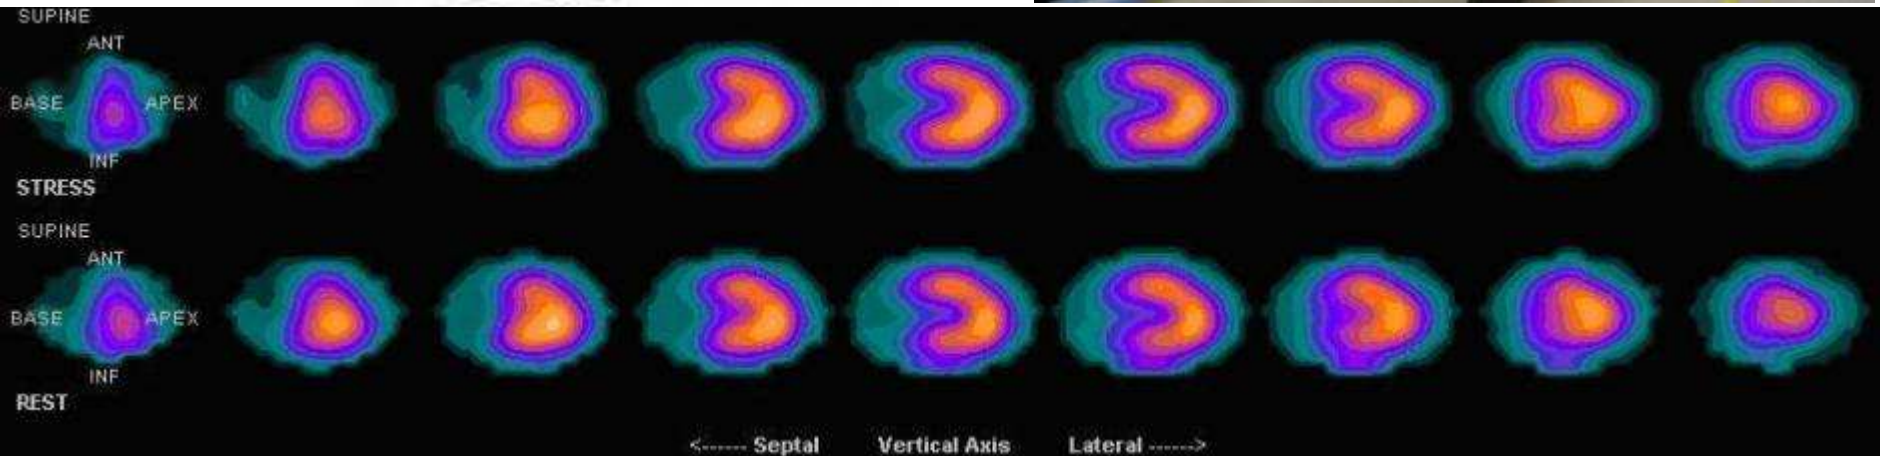 SUPINE
ANT
BASE APEX
INF
STRESS
SUPINE
ANT
BASE APEX
INF
REST
<------ Septal Vertical Axis Lateral ------>